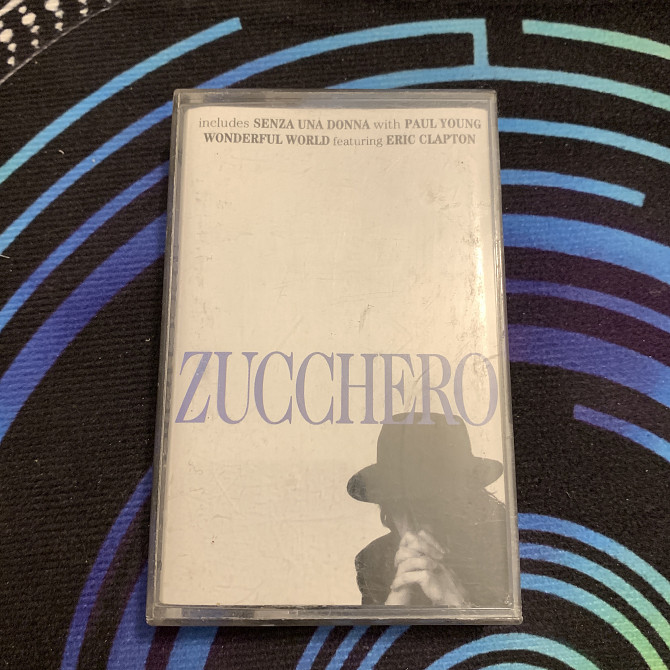 includes SENZA UNA DONNA with PAUL YOUNG
WONDERFUL WORLD featuring ERIC CLAPTON
ZUCCHERO